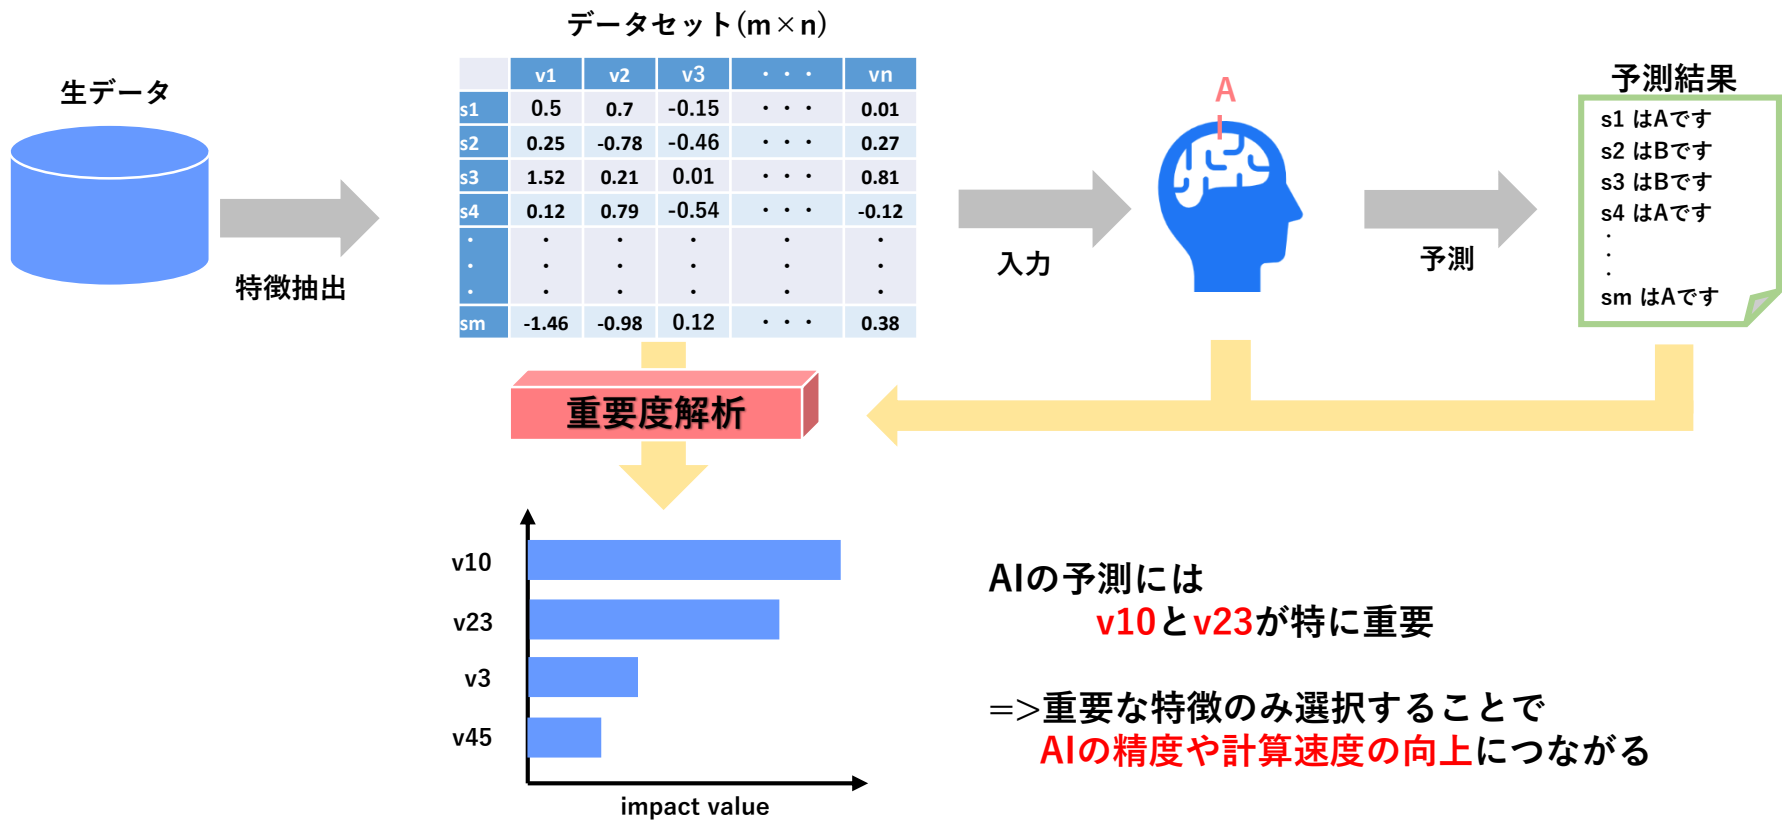 データセット(m×n)
生データ
特徴抽出
v1 v2 v3 ・・・ vn
s1 0.5 0.7 -0.15 ・・・ 0.01
s2 0.25 -0.78 -0.46 ・・・ 0.27
s3 1.52 0.21 0.01 ・・・ 0.81
s4 0.12 0.79 -0.54 ・・・ -0.12
・ ・ ・ ・ ・ ・
・ ・ ・ ・ ・ ・
・ ・ ・ ・ ・ ・
sm -1.46 -0.98 0.12 ・・・ 0.38
入力
A
予測
予測結果
s1 はAです
s2 はBです
s3 はBです
s4 はAです
・
・
・
sm はAです
重要度解析
v10
v23
v3
v45
impact value
AIの予測には
v10とv23が特に重要
=>重要な特徴のみ選択することで
AIの精度や計算速度の向上につながる